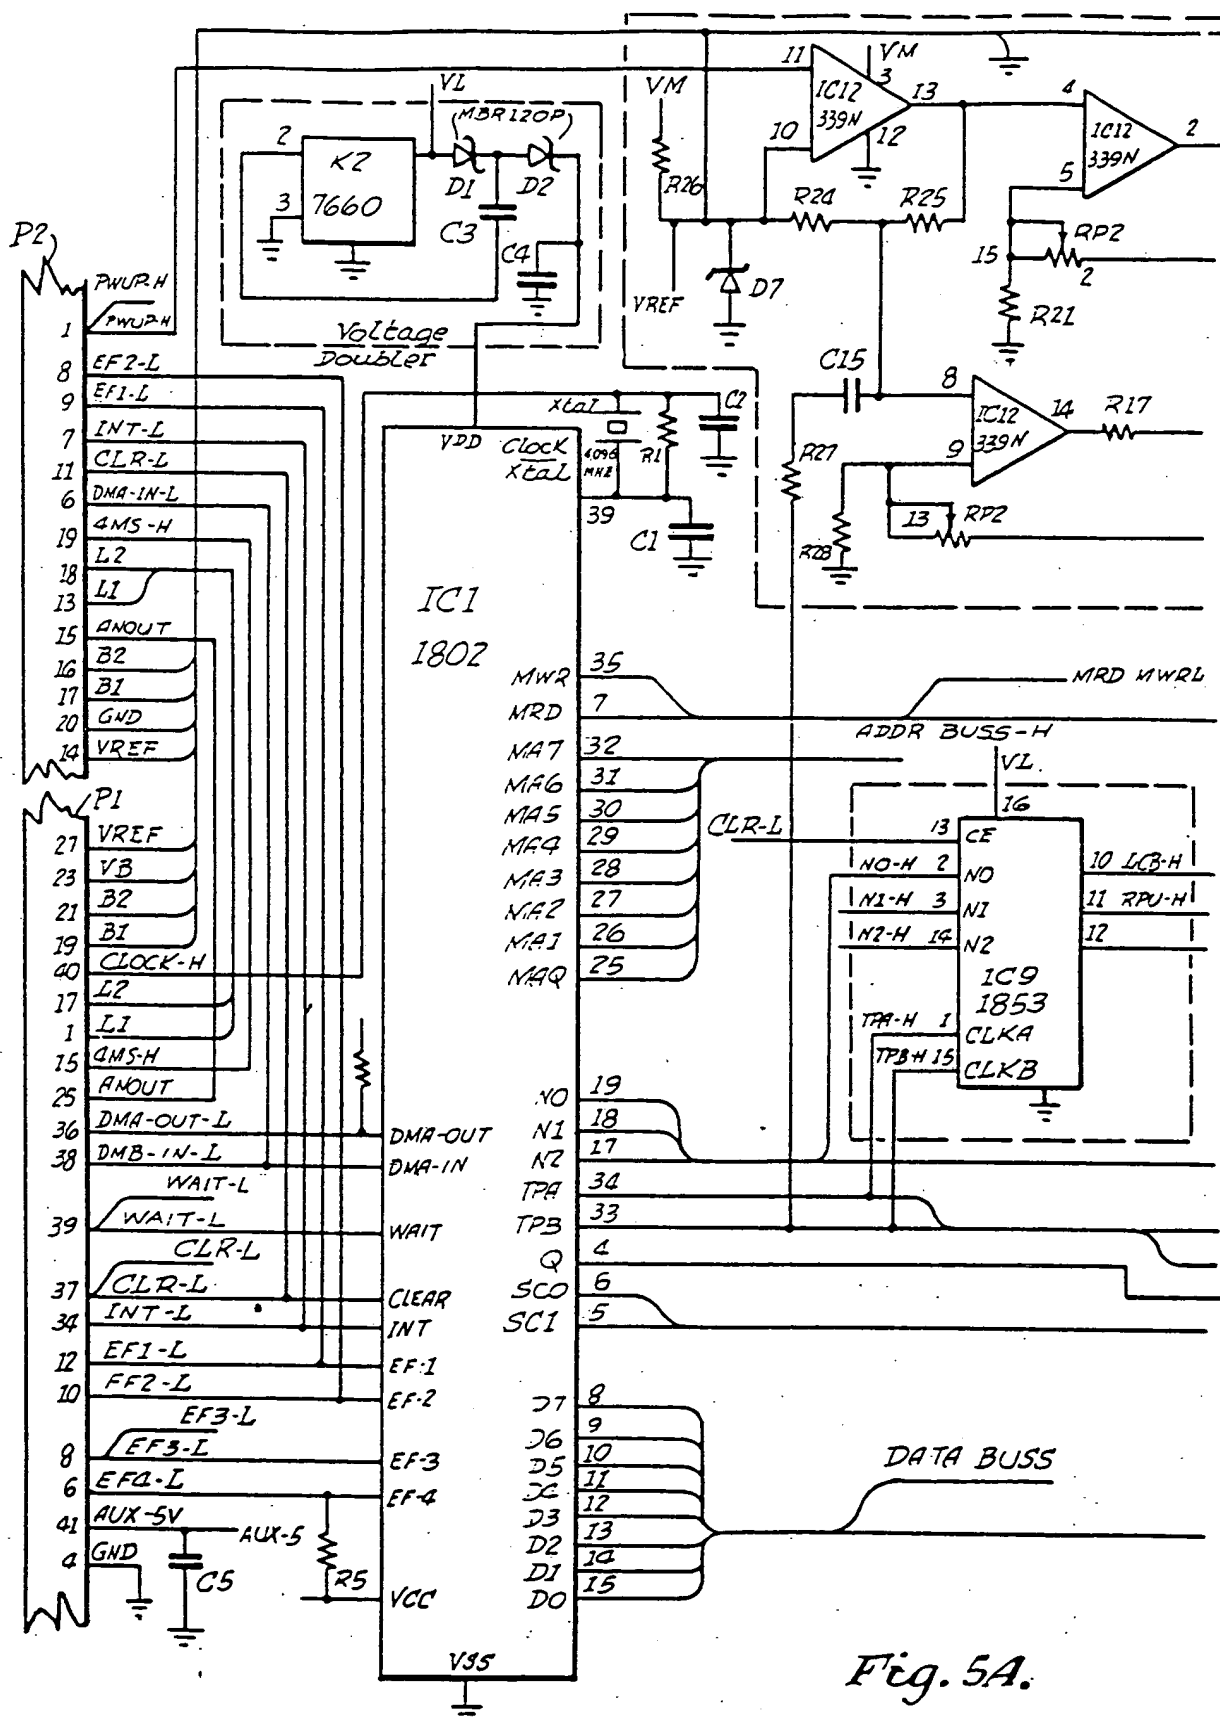 P2
PWUP-H
1 PWUP-H
8 EF2-L
9 EF1-L
7 INT-L
11 CLR-L
6 DMA-IN-L
19 4MS-H
18 L2
13 L1
15 ANOUT
16 B2
17 B1
20 GND
14 VREF
P1
27 VREF
23 VB
21 B2
19 B1
40 CLOCK-H
17 L2
1 L1
15 4MS-H
25 ANOUT
36 DMA-OUT-L
38 DMB-IN-L
WAIT-L
39 WAIT-L
CLR-L
37 CLR-L
34 INT-L
12 EF1-L
10 FF2-L
EF3-L
8 EF3-L
6 EF4-L
41 AUX-5V
AUX-5
4 GND
C5
R5
VL
(MBR120P)
2
K2
7660
3
D1
D2
C3
C4
Voltage
Doubler
VDD
CLOCK
Xtal
Xtal
4.096
MHZ
R1
C2
39
C1
IC1
1802
MWR 35
MRD 7
MA7 32
MA6 31
MA5 30
MA4 29
MA3 28
MA2 27
MA1 26
MAQ 25
NO 19
N1 18
NZ 17
TPA 34
TPB 33
Q 4
SCO 6
SC1 5
D7 8
D6 9
D5 10
D4 11
D3 12
D2 13
D1 14
DO 15
DMA-OUT
DMA-IN
WAIT
CLEAR
INT
EF-1
EF-2
EF-3
EF-4
VCC
VSS
VM
R26
VREF
D7
11
10
IC12
339N
VM
3
12
13
R24
R25
4
5
IC12
339N
2
15
RP2
2
R21
C15
R27
8
9
IC12
339N
14
R17
R28
13
RP2
MRD MWRL
ADDR BUSS-H
VL
16
CLR-L 13 CE
NO-H 2 NO
N1-H 3 N1
N2-H 14 N2
10 LCB-H
11 RPU-H
12
IC9
1853
TPA-H 1 CLKA
TPB-H 15 CLKB
DATA BUSS
Fig. 5A.